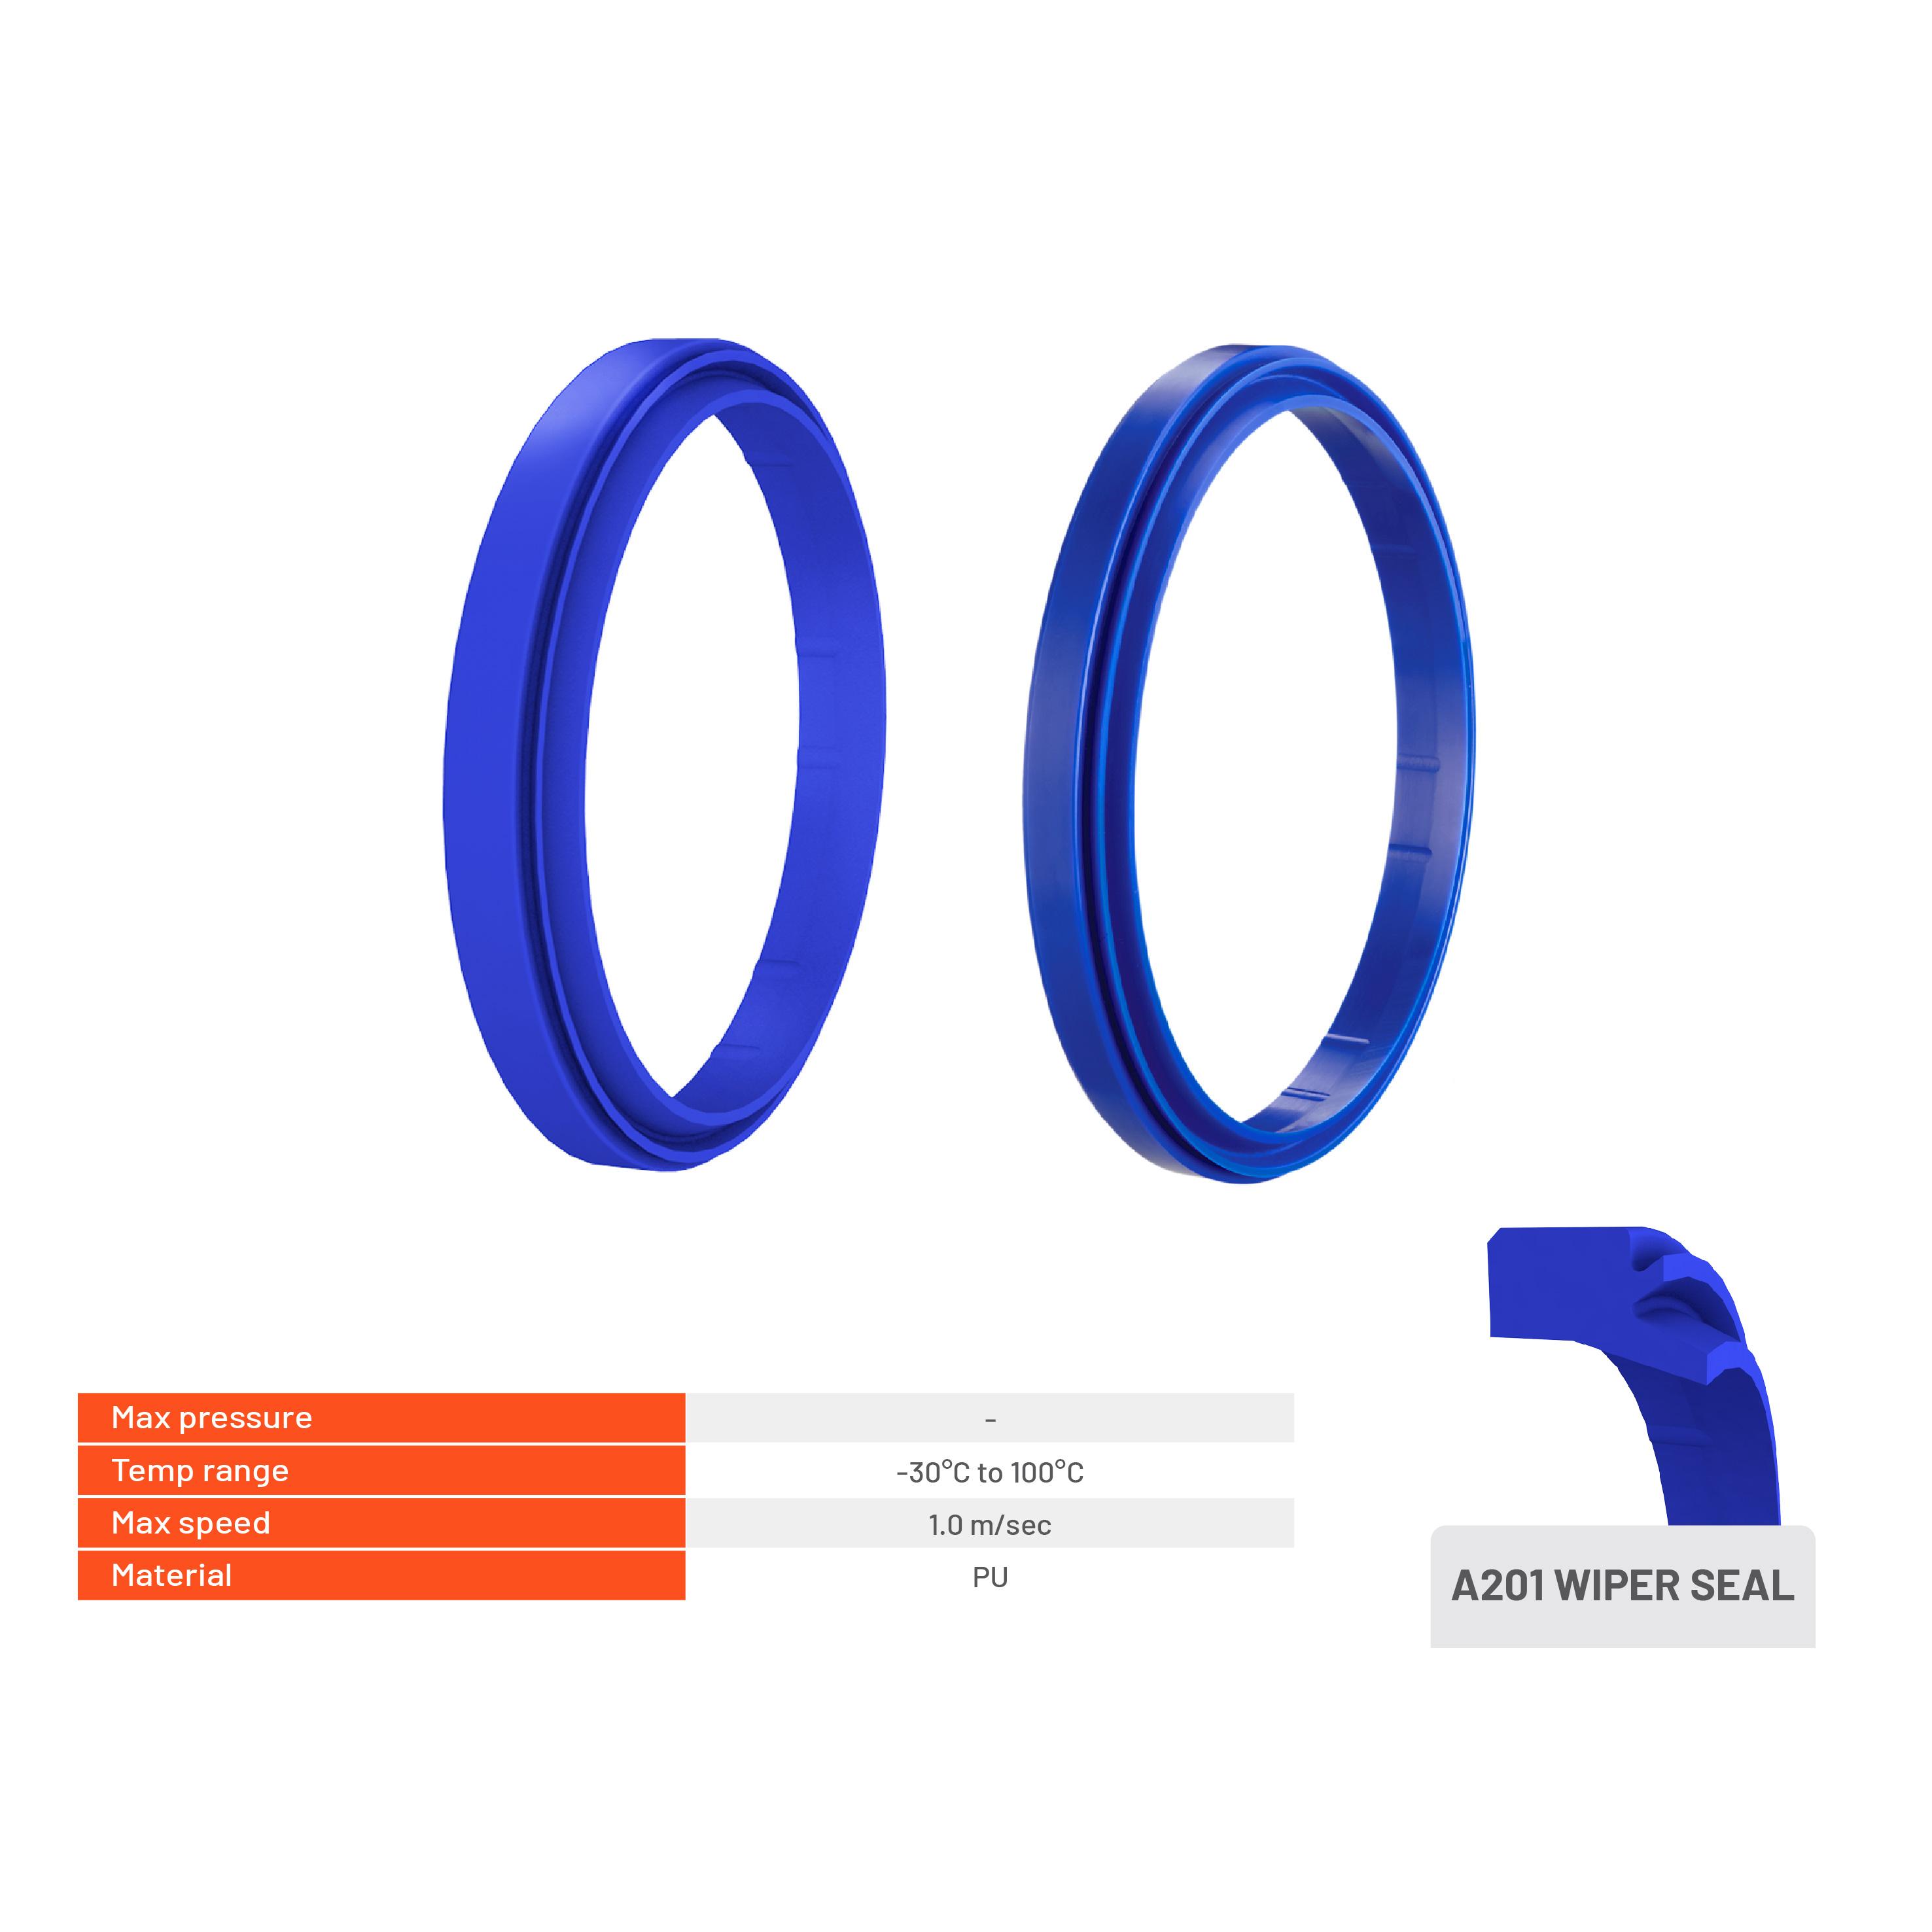 Max pressure -
Temp range -30°C to 100°C
Max speed 1.0 m/sec
Material PU
A201 WIPER SEAL